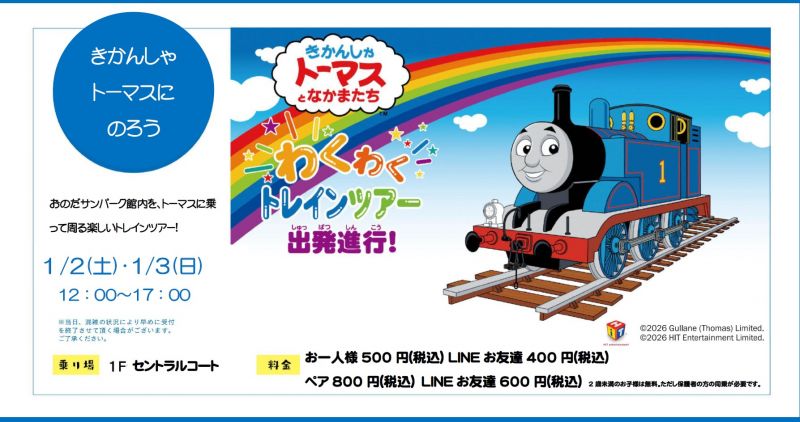 きかんしゃ
トーマスに
のろう
おのだサンパーク館内を、トーマスに乗
って周る楽しいトレインツアー!
1/2(土)・1/3(日)
12：00～17：00
※当日、混雑の状況により早めに受付
を終了させて頂く場合がございます。
ご了承ください。
乗り場 1F セントラルコート
きかんしゃ
トーマス
となかまたち
TM
わくわく
トレインツアー
しゅっ ぱつ しん こう
出発進行!
1
HIT
HIT entertainment
©2026 Gullane (Thomas) Limited.
©2026 HIT Entertainment Limited.
料金 お一人様 500 円(税込) LINE お友達 400 円(税込)
ペア 800 円(税込) LINE お友達 600 円(税込) 2 歳未満のお子様は無料。ただし保護者の方の同乗が必要です。